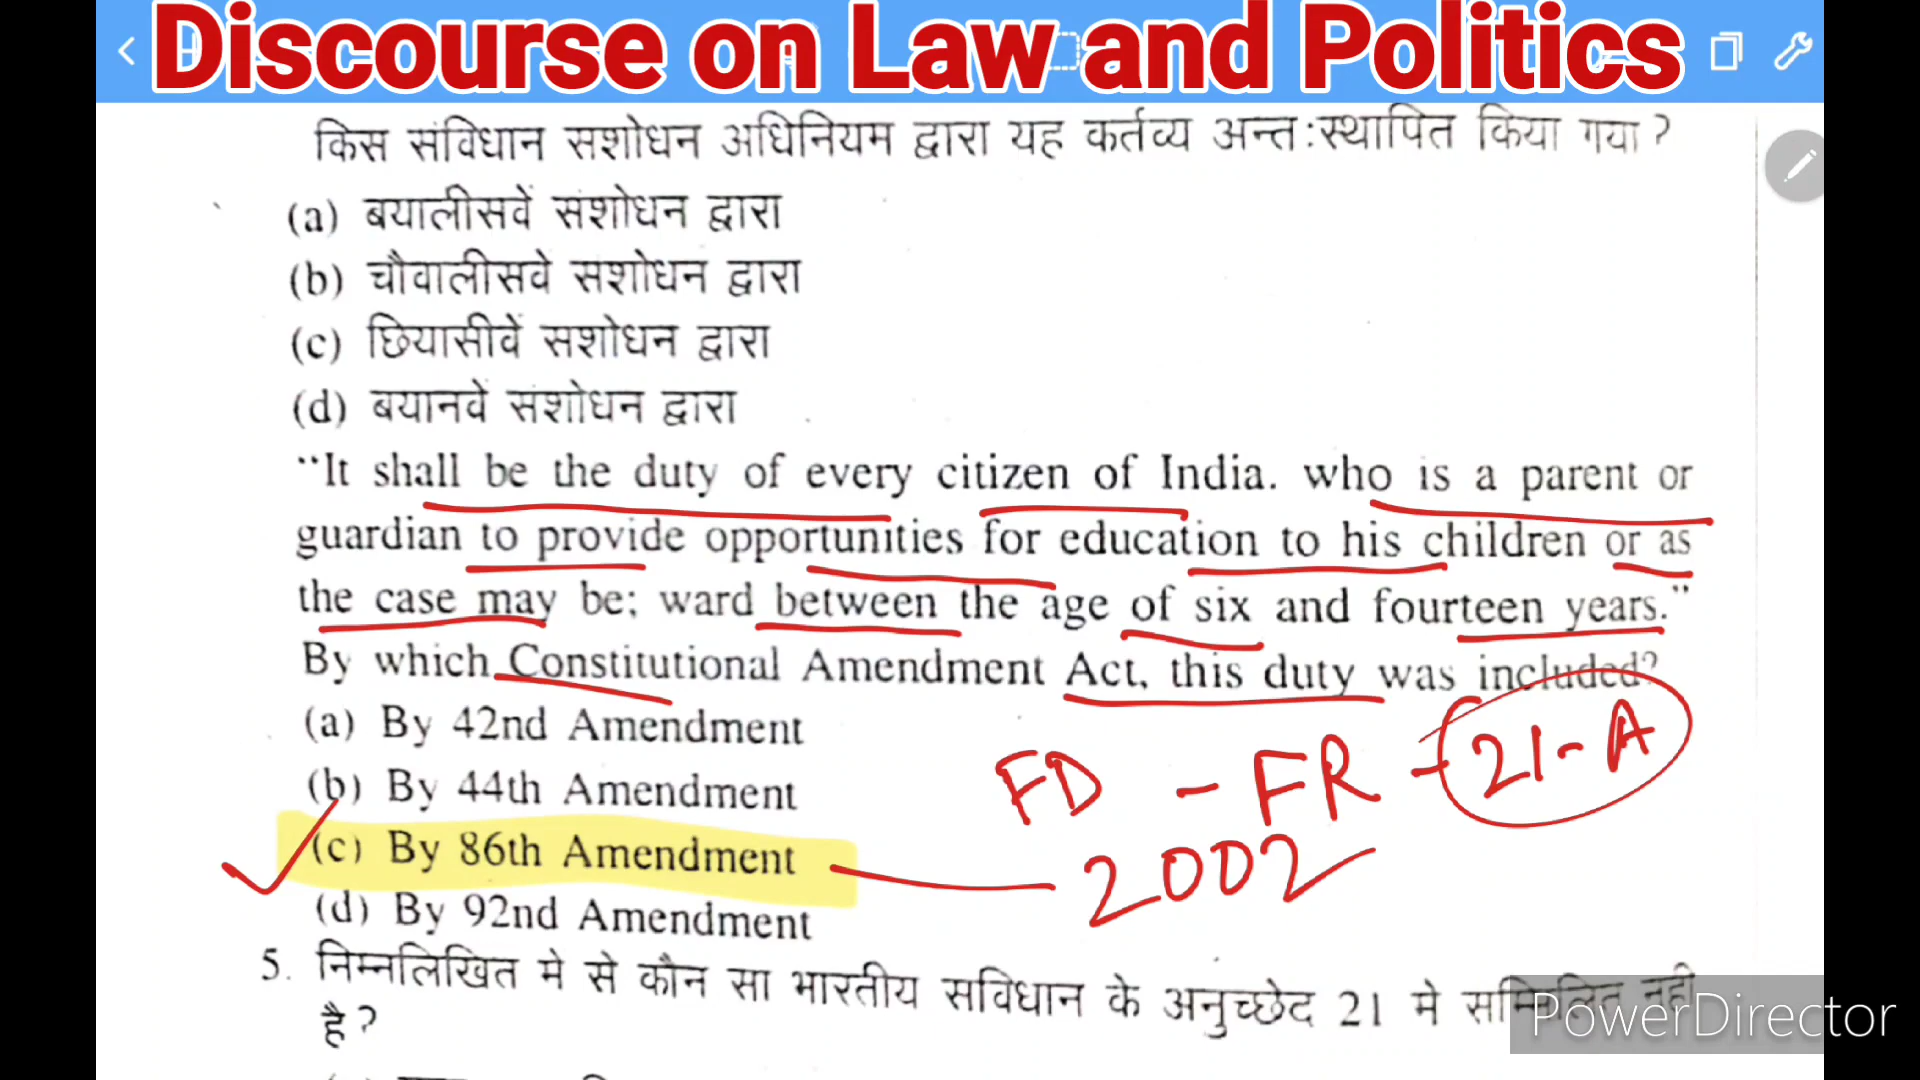 Discourse on Law and Politics
किस संविधान सशोधन अधिनियम द्वारा यह कर्तव्य अन्तःस्थापित किया गया ?
(a) बयालीसवें संशोधन द्वारा
(b) चौवालीसवे सशोधन द्वारा
(c) छियासीवें सशोधन द्वारा
(d) बयानवें संशोधन द्वारा
“It shall be the duty of every citizen of India. who is a parent or
guardian to provide opportunities for education to his children or as
the case may be; ward between the age of six and fourteen years.”
By which Constitutional Amendment Act, this duty was included?
(a) By 42nd Amendment
(b) By 44th Amendment
FD - FR - 21-A
(c) By 86th Amendment
2002
(d) By 92nd Amendment
5. निम्नलिखित मे से कौन सा भारतीय सविधान के अनुच्छेद 21 मे सम्मिलित नही
है ?
PowerDirector